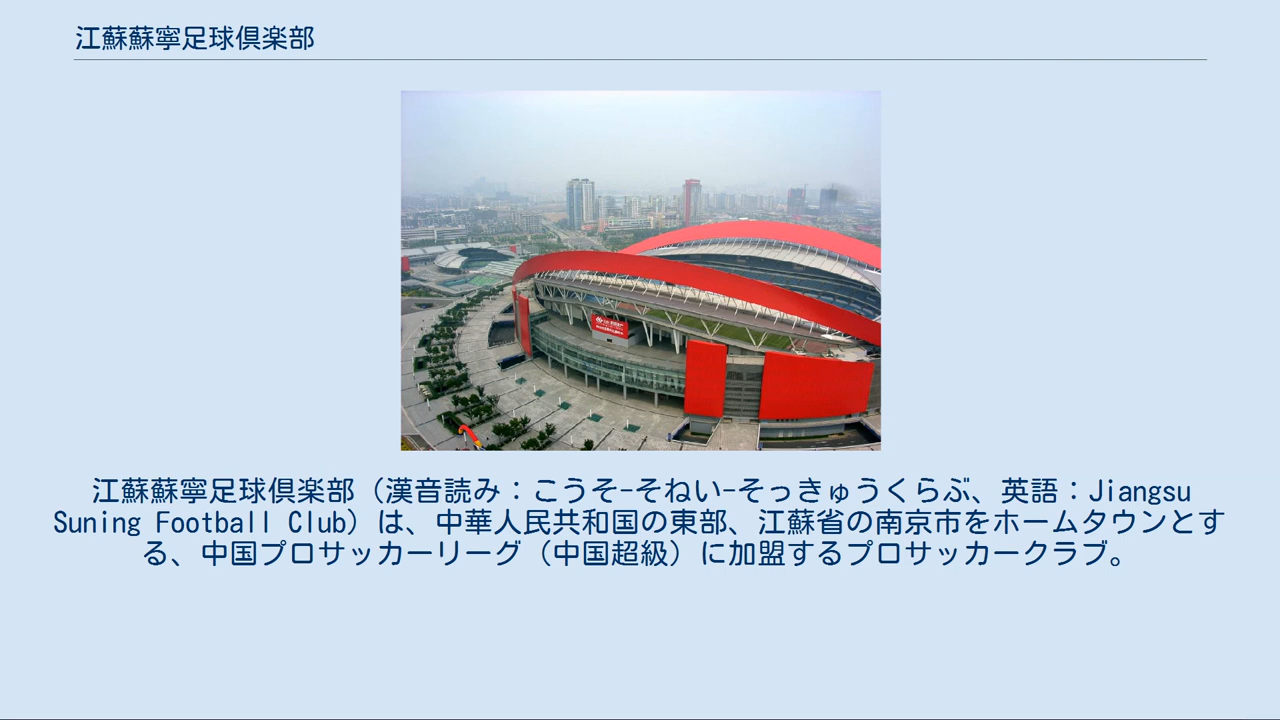 江蘇蘇寧足球倶楽部
江蘇蘇寧足球倶楽部（漢音読み：こうそ-そねい-そっきゅうくらぶ、英語：Jiangsu
Suning Football Club）は、中華人民共和国の東部、江蘇省の南京市をホームタウンとす
る、中国プロサッカーリーグ（中国超級）に加盟するプロサッカークラブ。